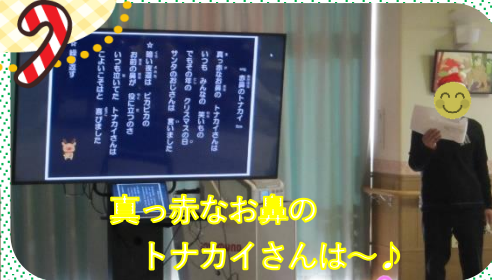 『赤鼻のトナカイ』
真っ赤なお鼻の トナカイさんは
いつも みんなの 笑いもの
でもその年の クリスマスの日
サンタのおじさんは 言いました
☆暗い夜道は ピカピカの
お前の鼻が 役に立つのさ
いつも泣いてた トナカイさんは
こよいこそはと 喜びました
☆繰り返す
真っ赤なお鼻の
トナカイさんは～♪